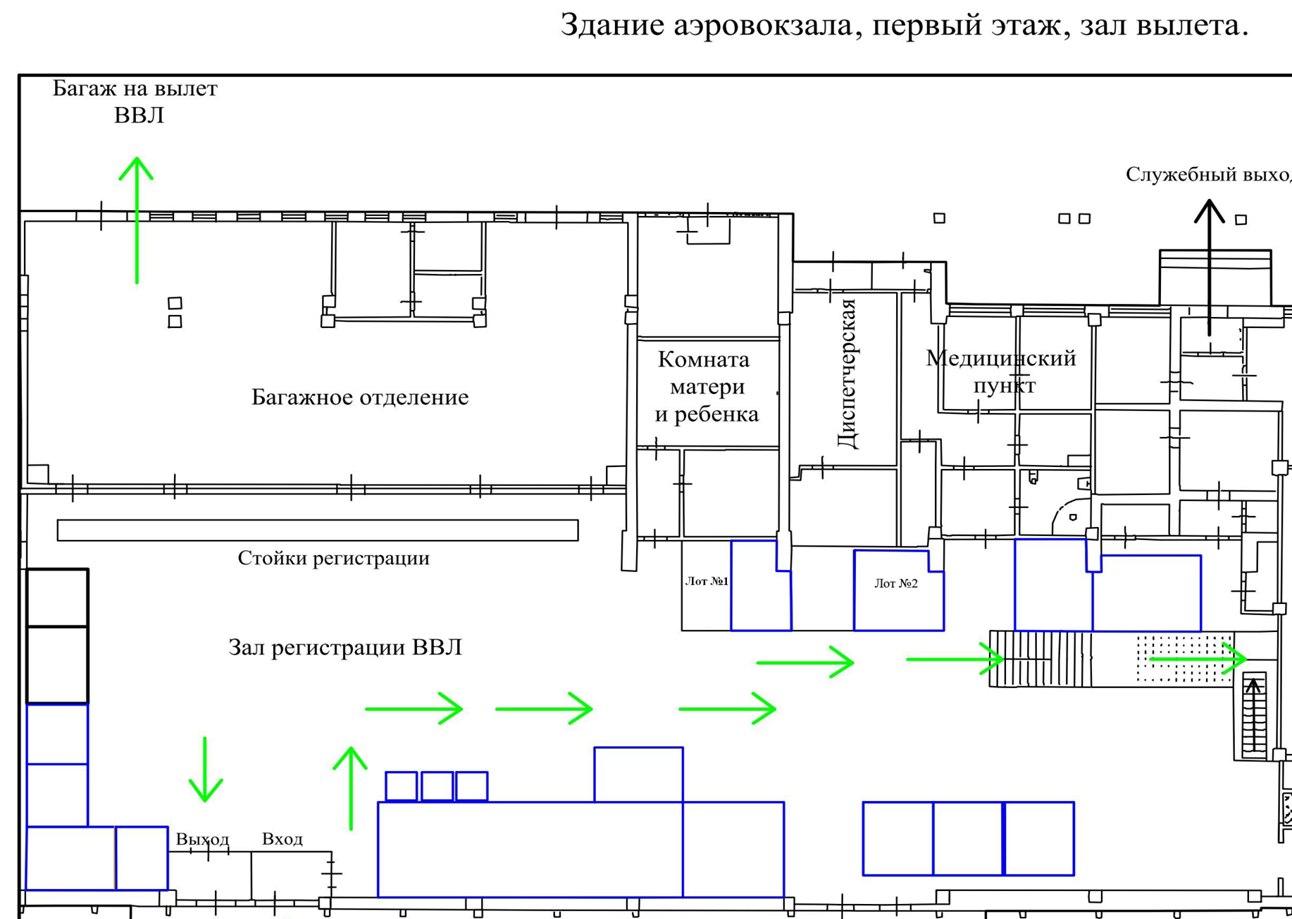 Здание аэровокзала, первый этаж, зал вылета.
Багаж на вылет
ВВЛ
Служебный выход
Комната
матери
и ребенка
Диспетчерская
Медицинский
пункт
Багажное отделение
Стойки регистрации
Лот №1
Лот №2
Зал регистрации ВВЛ
Выход
Вход